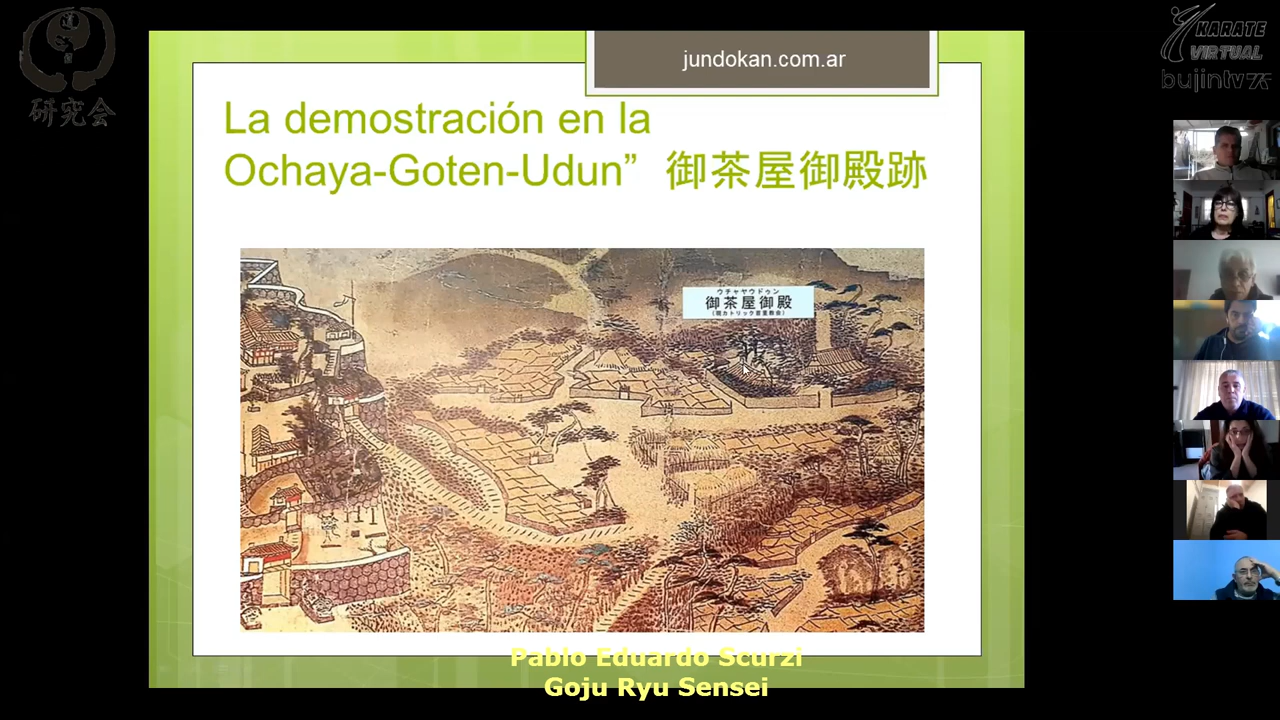 研究会
jundokan.com.ar
KARATE
VIRTUAL
bujintv
La demostración en la
Ochaya-Goten-Udun” 御茶屋御殿跡
ウチャヤウドゥン
御茶屋御殿
Pablo Eduardo Scurzi
Goju Ryu Sensei